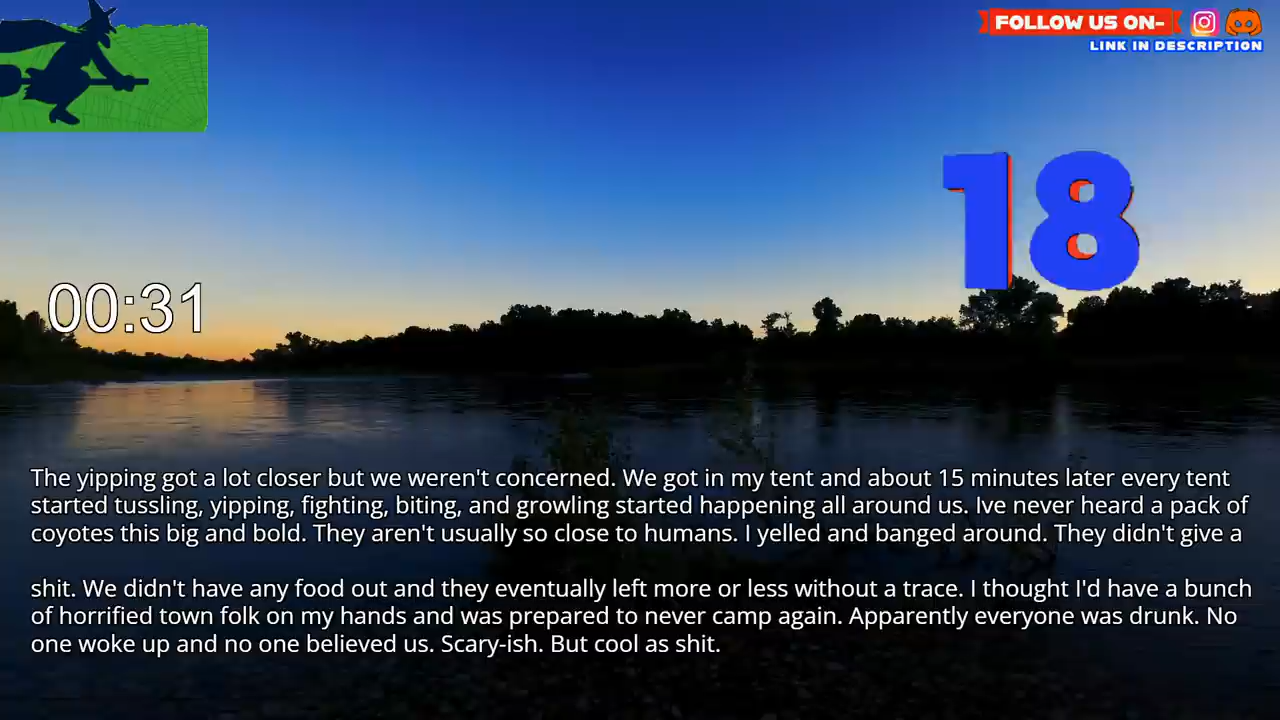 FOLLOW US ON-
LINK IN DESCRIPTION
18
00:31
The yipping got a lot closer but we weren't concerned. We got in my tent and about 15 minutes later every tent
started tussling, yipping, fighting, biting, and growling started happening all around us. Ive never heard a pack of
coyotes this big and bold. They aren't usually so close to humans. I yelled and banged around. They didn't give a
shit. We didn't have any food out and they eventually left more or less without a trace. I thought I'd have a bunch
of horrified town folk on my hands and was prepared to never camp again. Apparently everyone was drunk. No
one woke up and no one believed us. Scary-ish. But cool as shit.